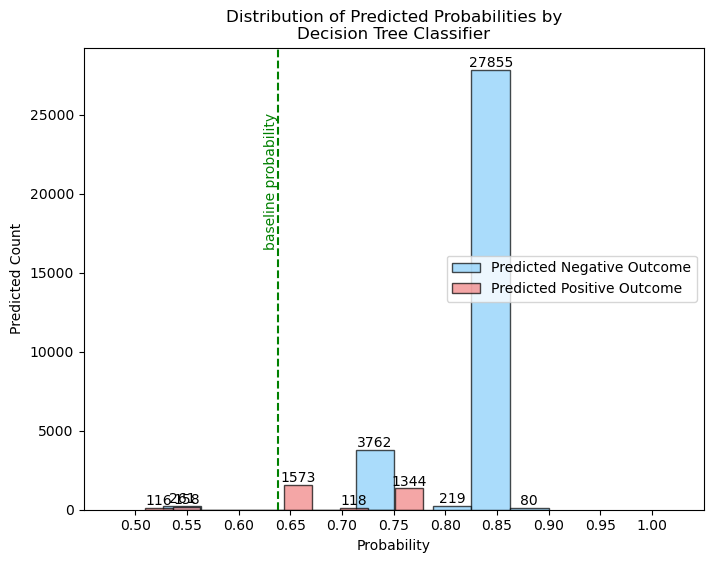 Distribution of Predicted Probabilities by
Decision Tree Classifier
27855
25000
20000
15000
10000
5000
0
Predicted Count
baseline probability
Predicted Negative Outcome
Predicted Positive Outcome
116
261
158
1573
118
3762
1344
219
80
0.50 0.55 0.60 0.65 0.70 0.75 0.80 0.85 0.90 0.95 1.00
Probability